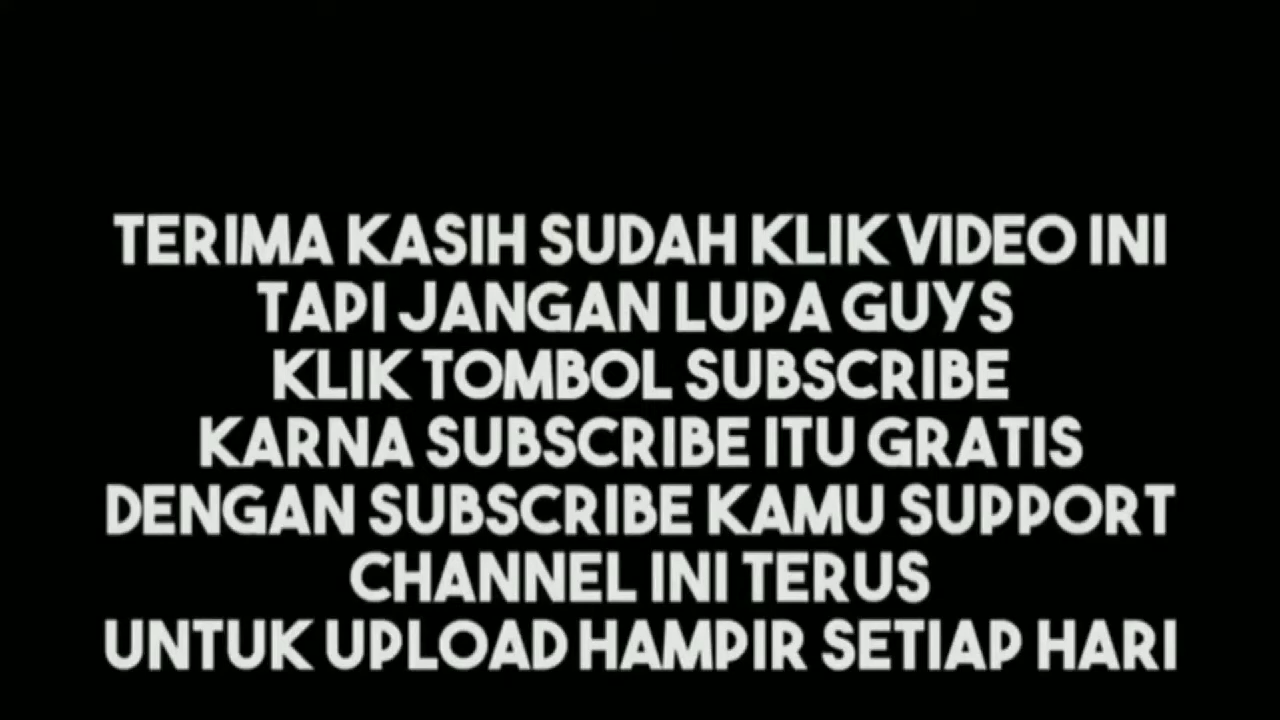 TERIMA KASIH SUDAH KLIK VIDEO INI
TAPI JANGAN LUPA GUYS
KLIK TOMBOL SUBSCRIBE
KARNA SUBSCRIBE ITU GRATIS
DENGAN SUBSCRIBE KAMU SUPPORT
CHANNEL INI TERUS
UNTUK UPLOAD HAMPIR SETIAP HARI